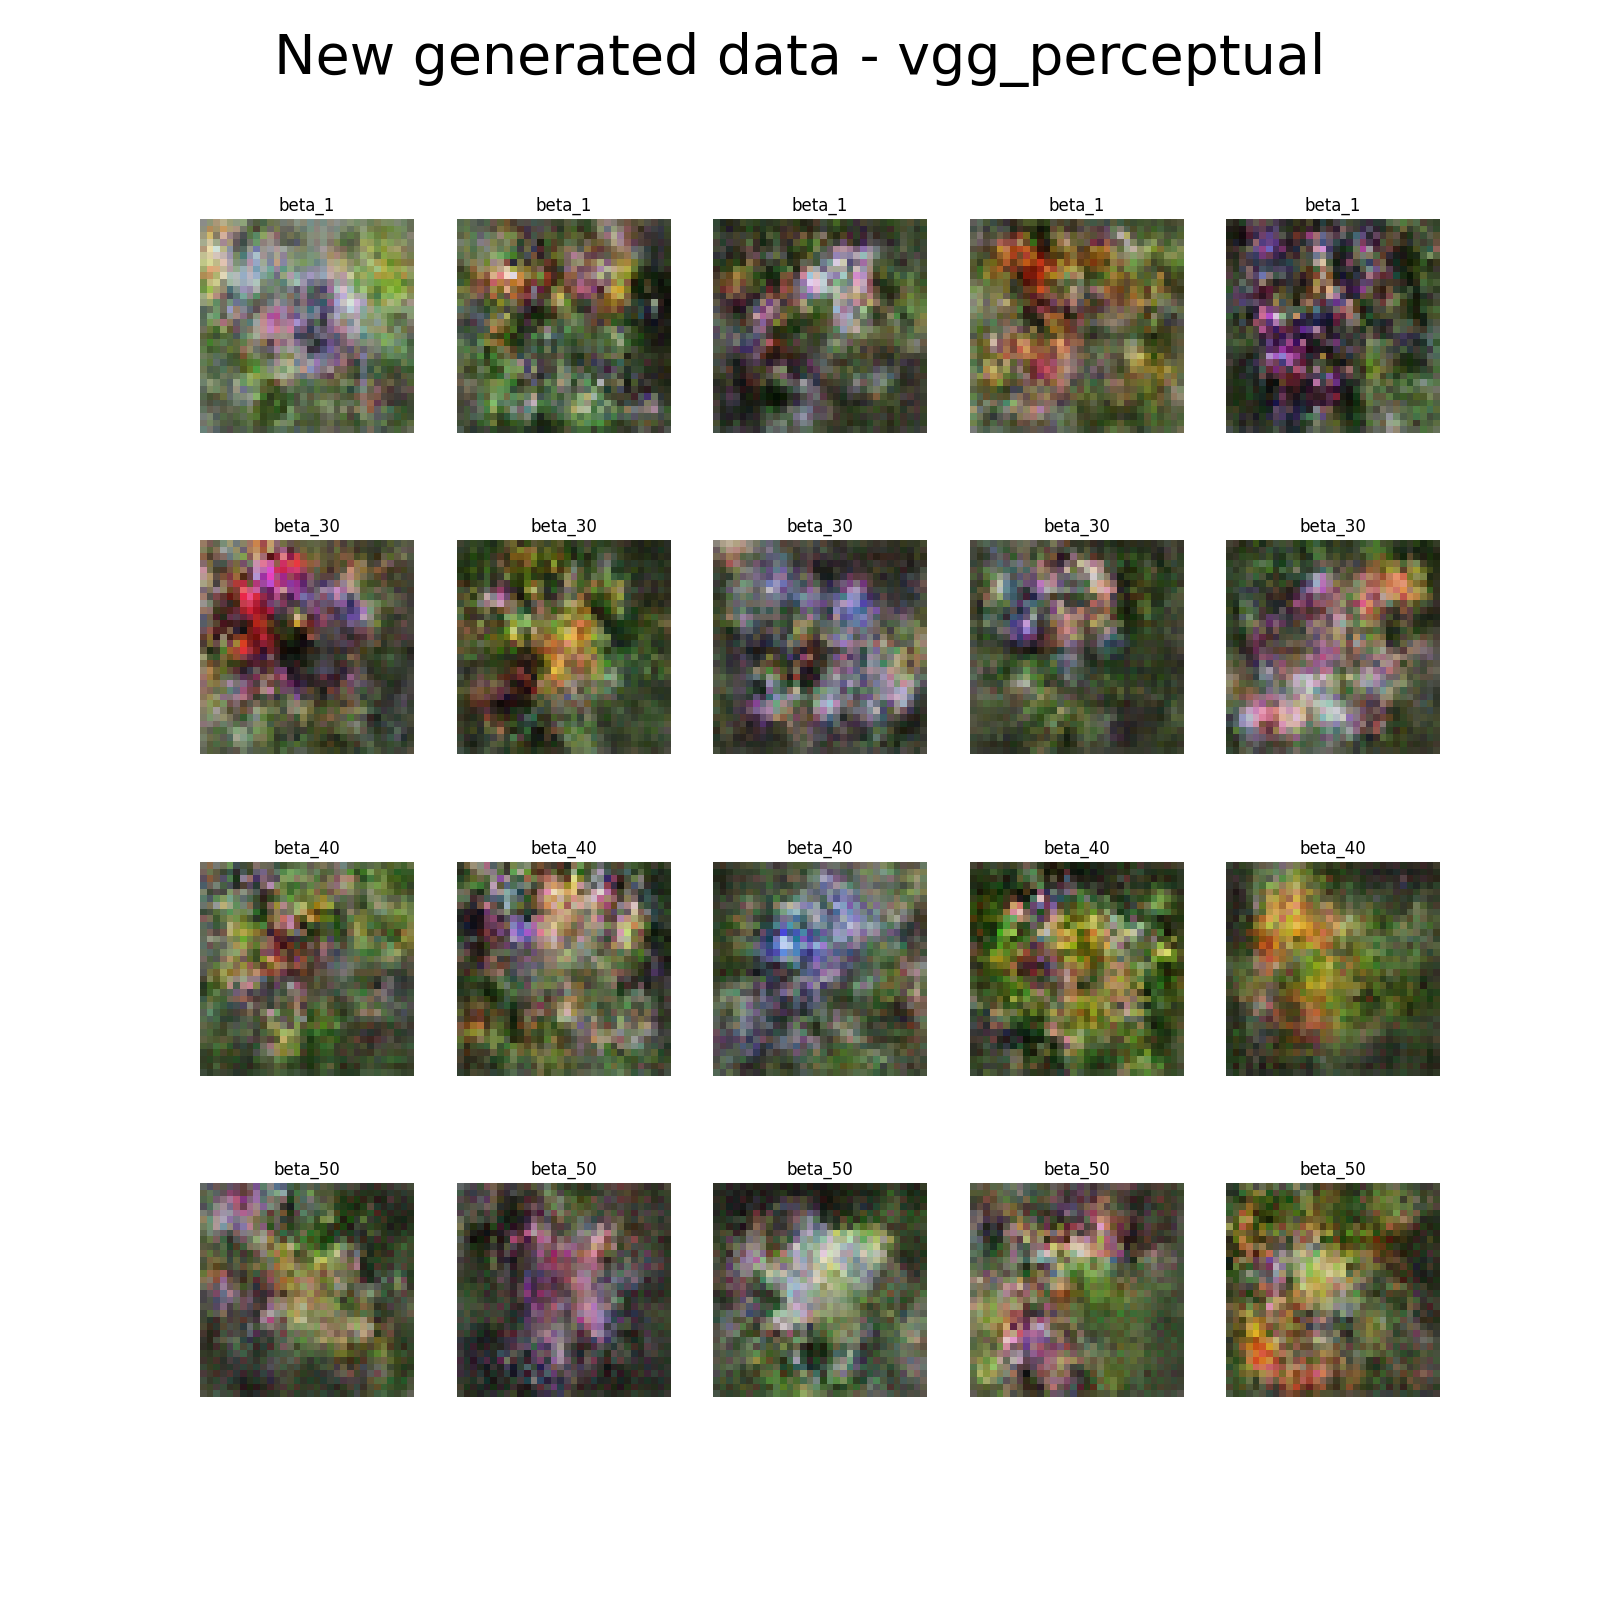 New generated data - vgg_perceptual
beta_1 beta_1 beta_1 beta_1 beta_1
beta_30 beta_30 beta_30 beta_30 beta_30
beta_40 beta_40 beta_40 beta_40 beta_40
beta_50 beta_50 beta_50 beta_50 beta_50